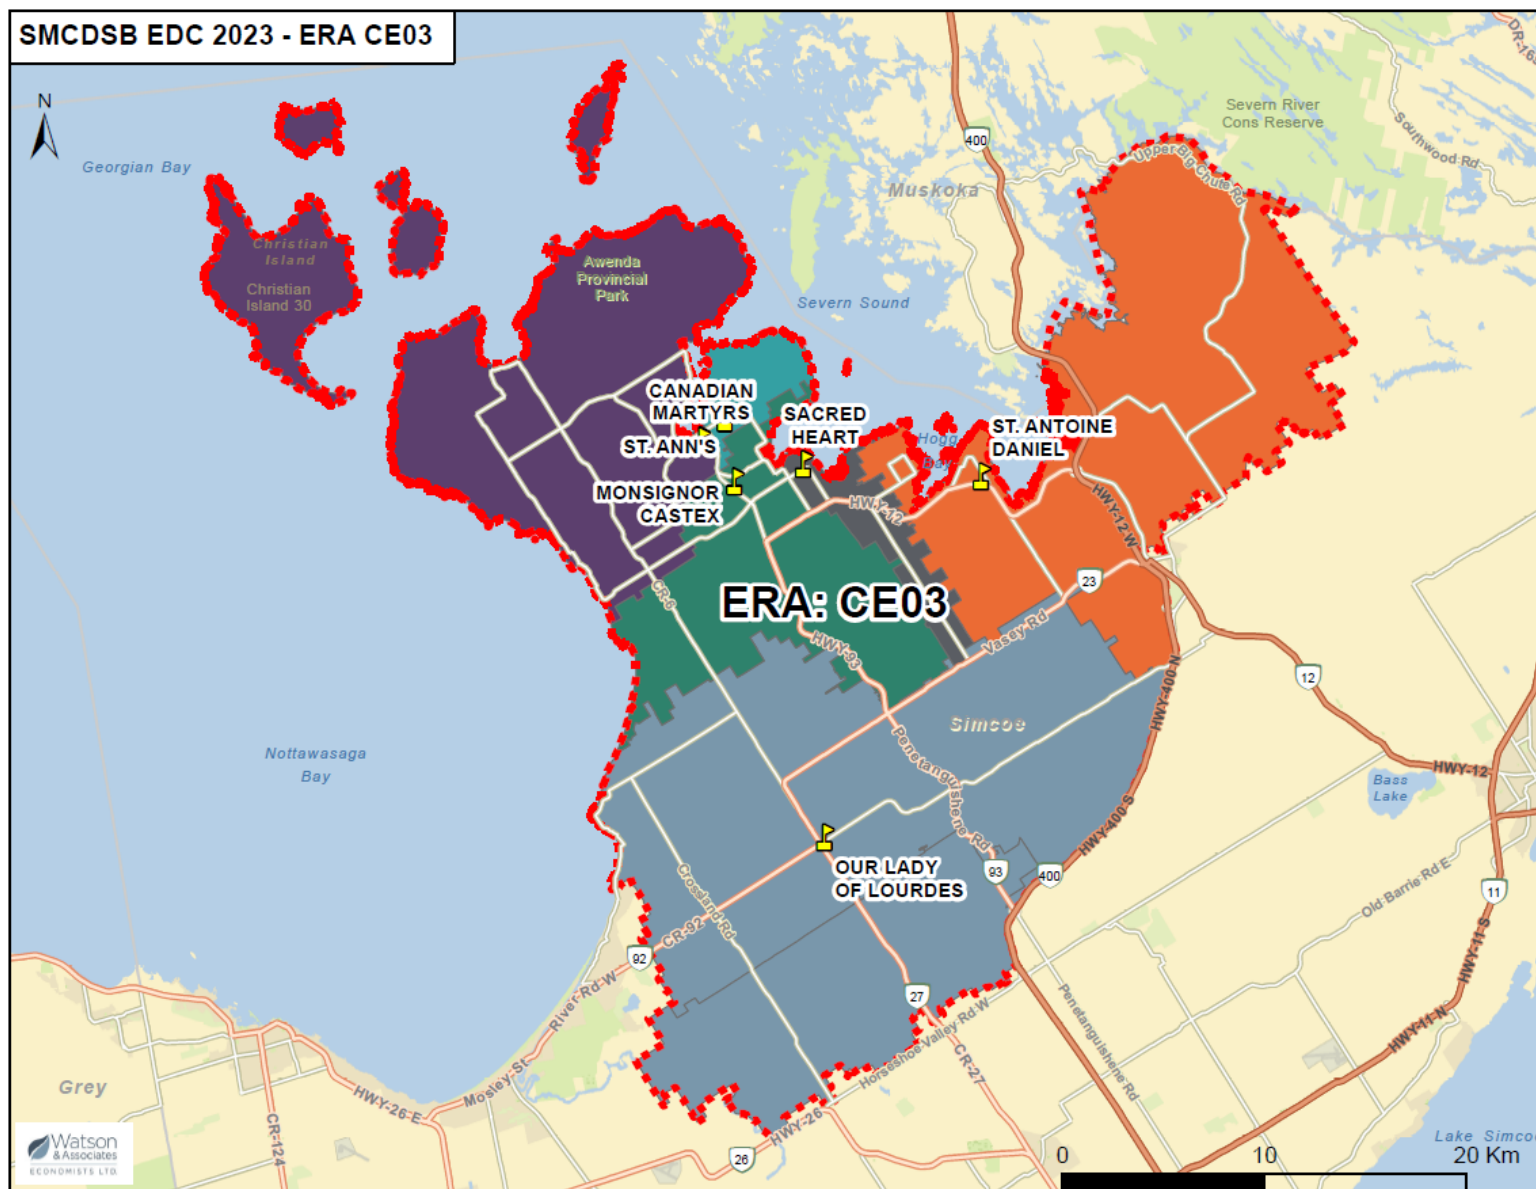 SMCDSB EDC 2023 - ERA CE03
N
Georgian Bay
Christian
Island
Christian
Island 30
Awenda
Provincial
Park
Muskoka
400
Severn River
Cons Reserve
Southwood Rd
Upper Big Chute Rd
Severn Sound
CANADIAN
MARTYRS
ST. ANN'S
SACRED
HEART
Hogg
Bay
ST. ANTOINE
DANIEL
MONSIGNOR
CASTEX
HWY-12
HWY-12 W
ERA: CE03
CR-6
23
HWY-93
Vasey Rd
12
HWY-400 N
Simcoe
Nottawasaga
Bay
Penetanguishene Rd
HWY-12
Bass
Lake
HWY-400 S
OUR LADY
OF LOURDES
93
400
Crossland Rd
Old Barrie Rd E
11
CR-92
92
HWY-11 S
River Rd W
27
Horseshoe Valley Rd W
Penetanguishene Rd
HWY-11 N
CR-27
Mosley St
Grey
HWY-26 E
CR-124
HWY-26
26
Watson
& Associates
ECONOMISTS LTD.
Lake Simcoe
0 10 20 Km